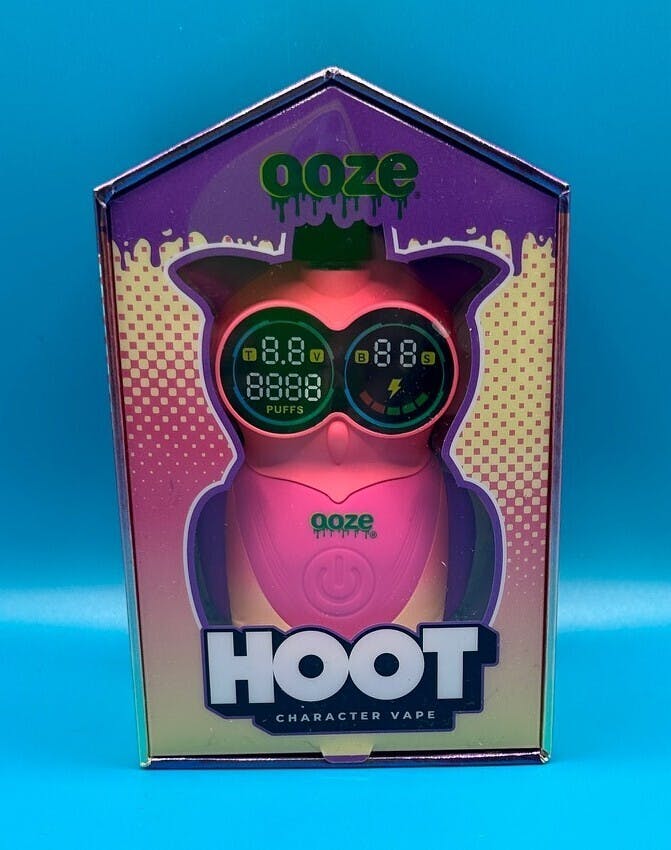 ooze
T 8.8 V
8888
PUFFS
B 88 S
ooze
HOOT
CHARACTER VAPE